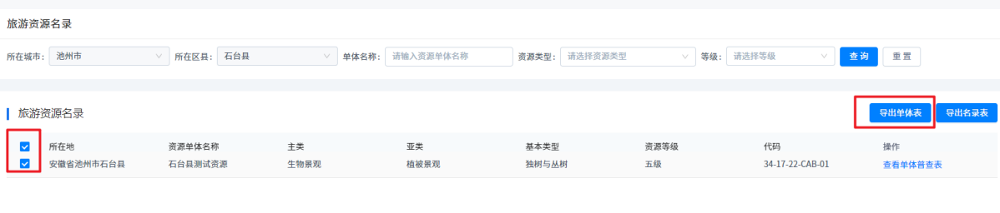 旅游资源名录
所在城市: 池州市 所在区县: 石台县 单体名称: 请输入资源单体名称 资源类型: 请选择资源类型 等级: 请选择等级 查 询 重 置
旅游资源名录 导出单体表 导出名录表
所在地 资源单体名称 主类 亚类 基本类型 资源等级 代码 操作
安徽省池州市石台县 石台县测试资源 生物景观 植被景观 独树与丛树 五级 34-17-22-CAB-01 查看单体普查表